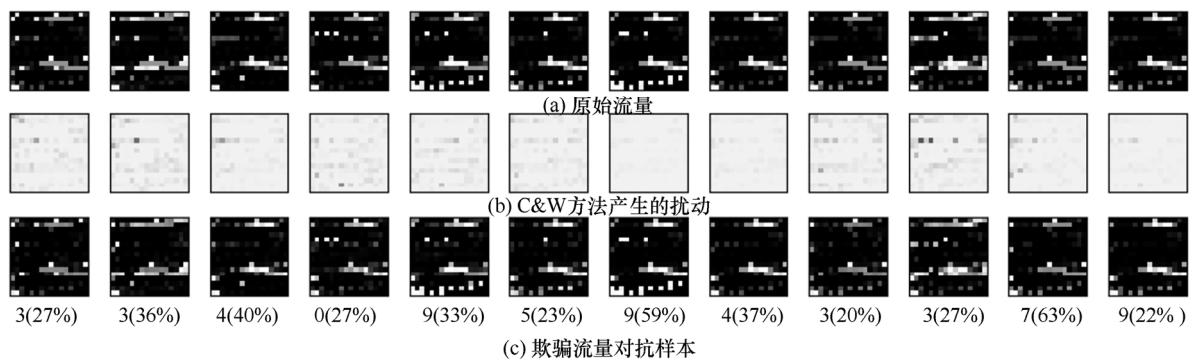 (a) 原始流量
(b) C&W方法产生的扰动
3(27%) 3(36%) 4(40%) 0(27%) 9(33%) 5(23%) 9(59%) 4(37%) 3(20%) 3(27%) 7(63%) 9(22% )
(c) 欺骗流量对抗样本